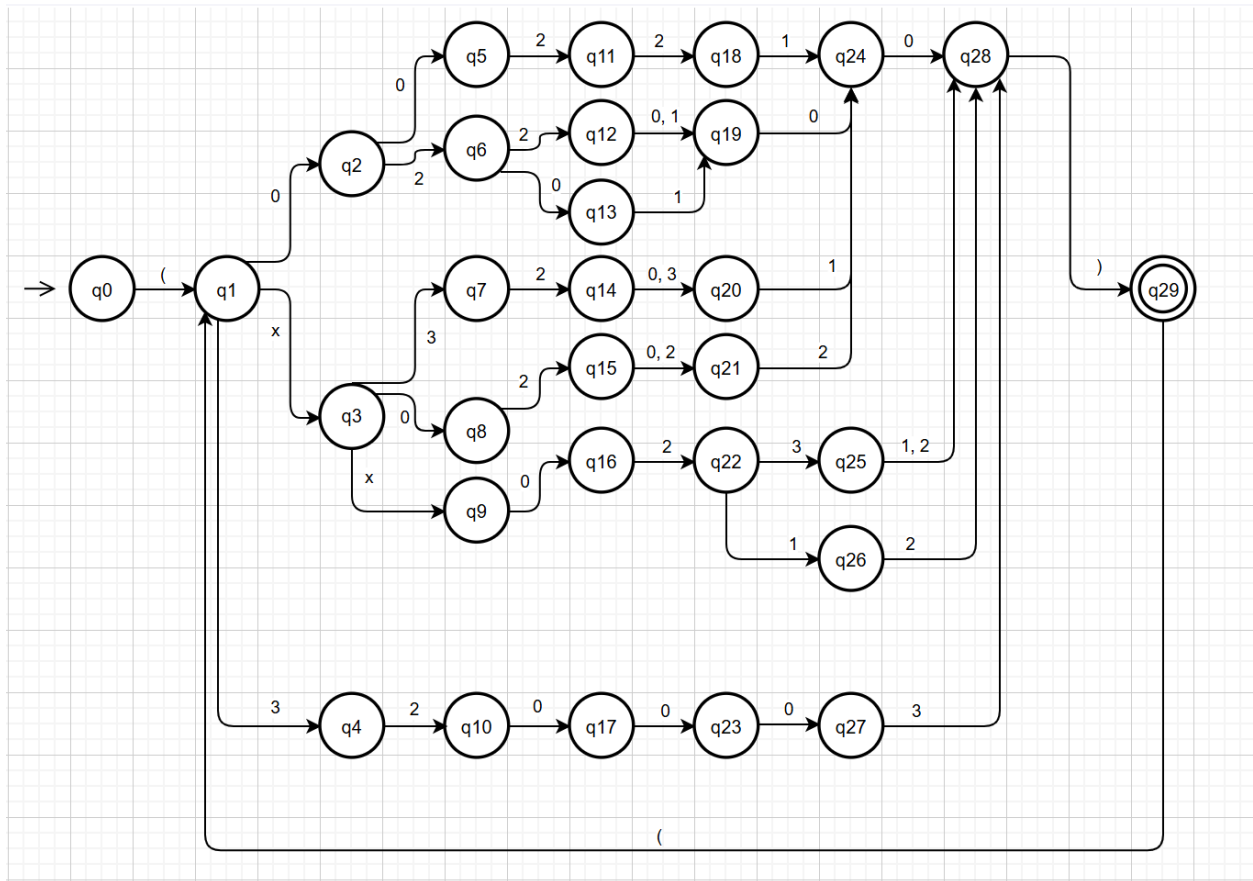 q5 2 q11 2 q18 1 q24 0 q28
0
q2 2 q6 2 q12 0, 1 q19 0
0 q13 1
0
q0 ( q1 x q7 2 q14 0, 3 q20 1 ) q29
3
q3 0 q8 2 q15 0, 2 q21 2
x q9 0 q16 2 q22 3 q25 1, 2
1 q26 2
3 q4 2 q10 0 q17 0 q23 0 q27 3
(